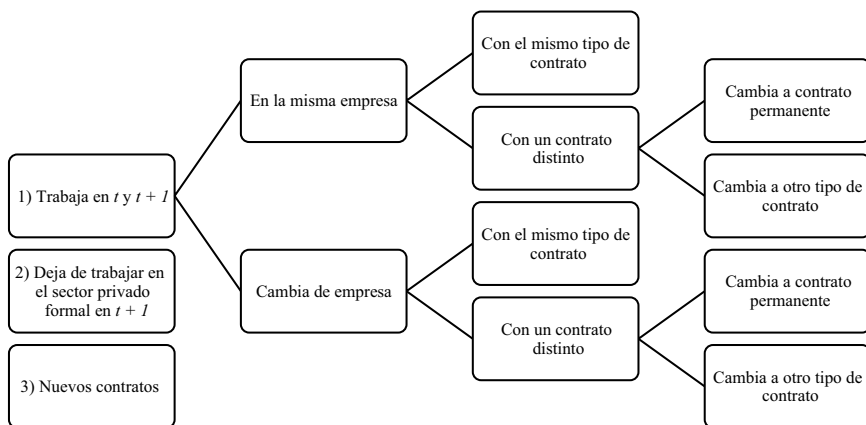 Con el mismo tipo de
contrato
En la misma empresa
Cambia a contrato
permanente
Con un contrato
distinto
1) Trabaja en t y t + 1
Cambia a otro tipo de
contrato
Con el mismo tipo de
contrato
2) Deja de trabajar en
el sector privado
formal en t + 1
Cambia de empresa
Cambia a contrato
permanente
Con un contrato
distinto
3) Nuevos contratos
Cambia a otro tipo de
contrato